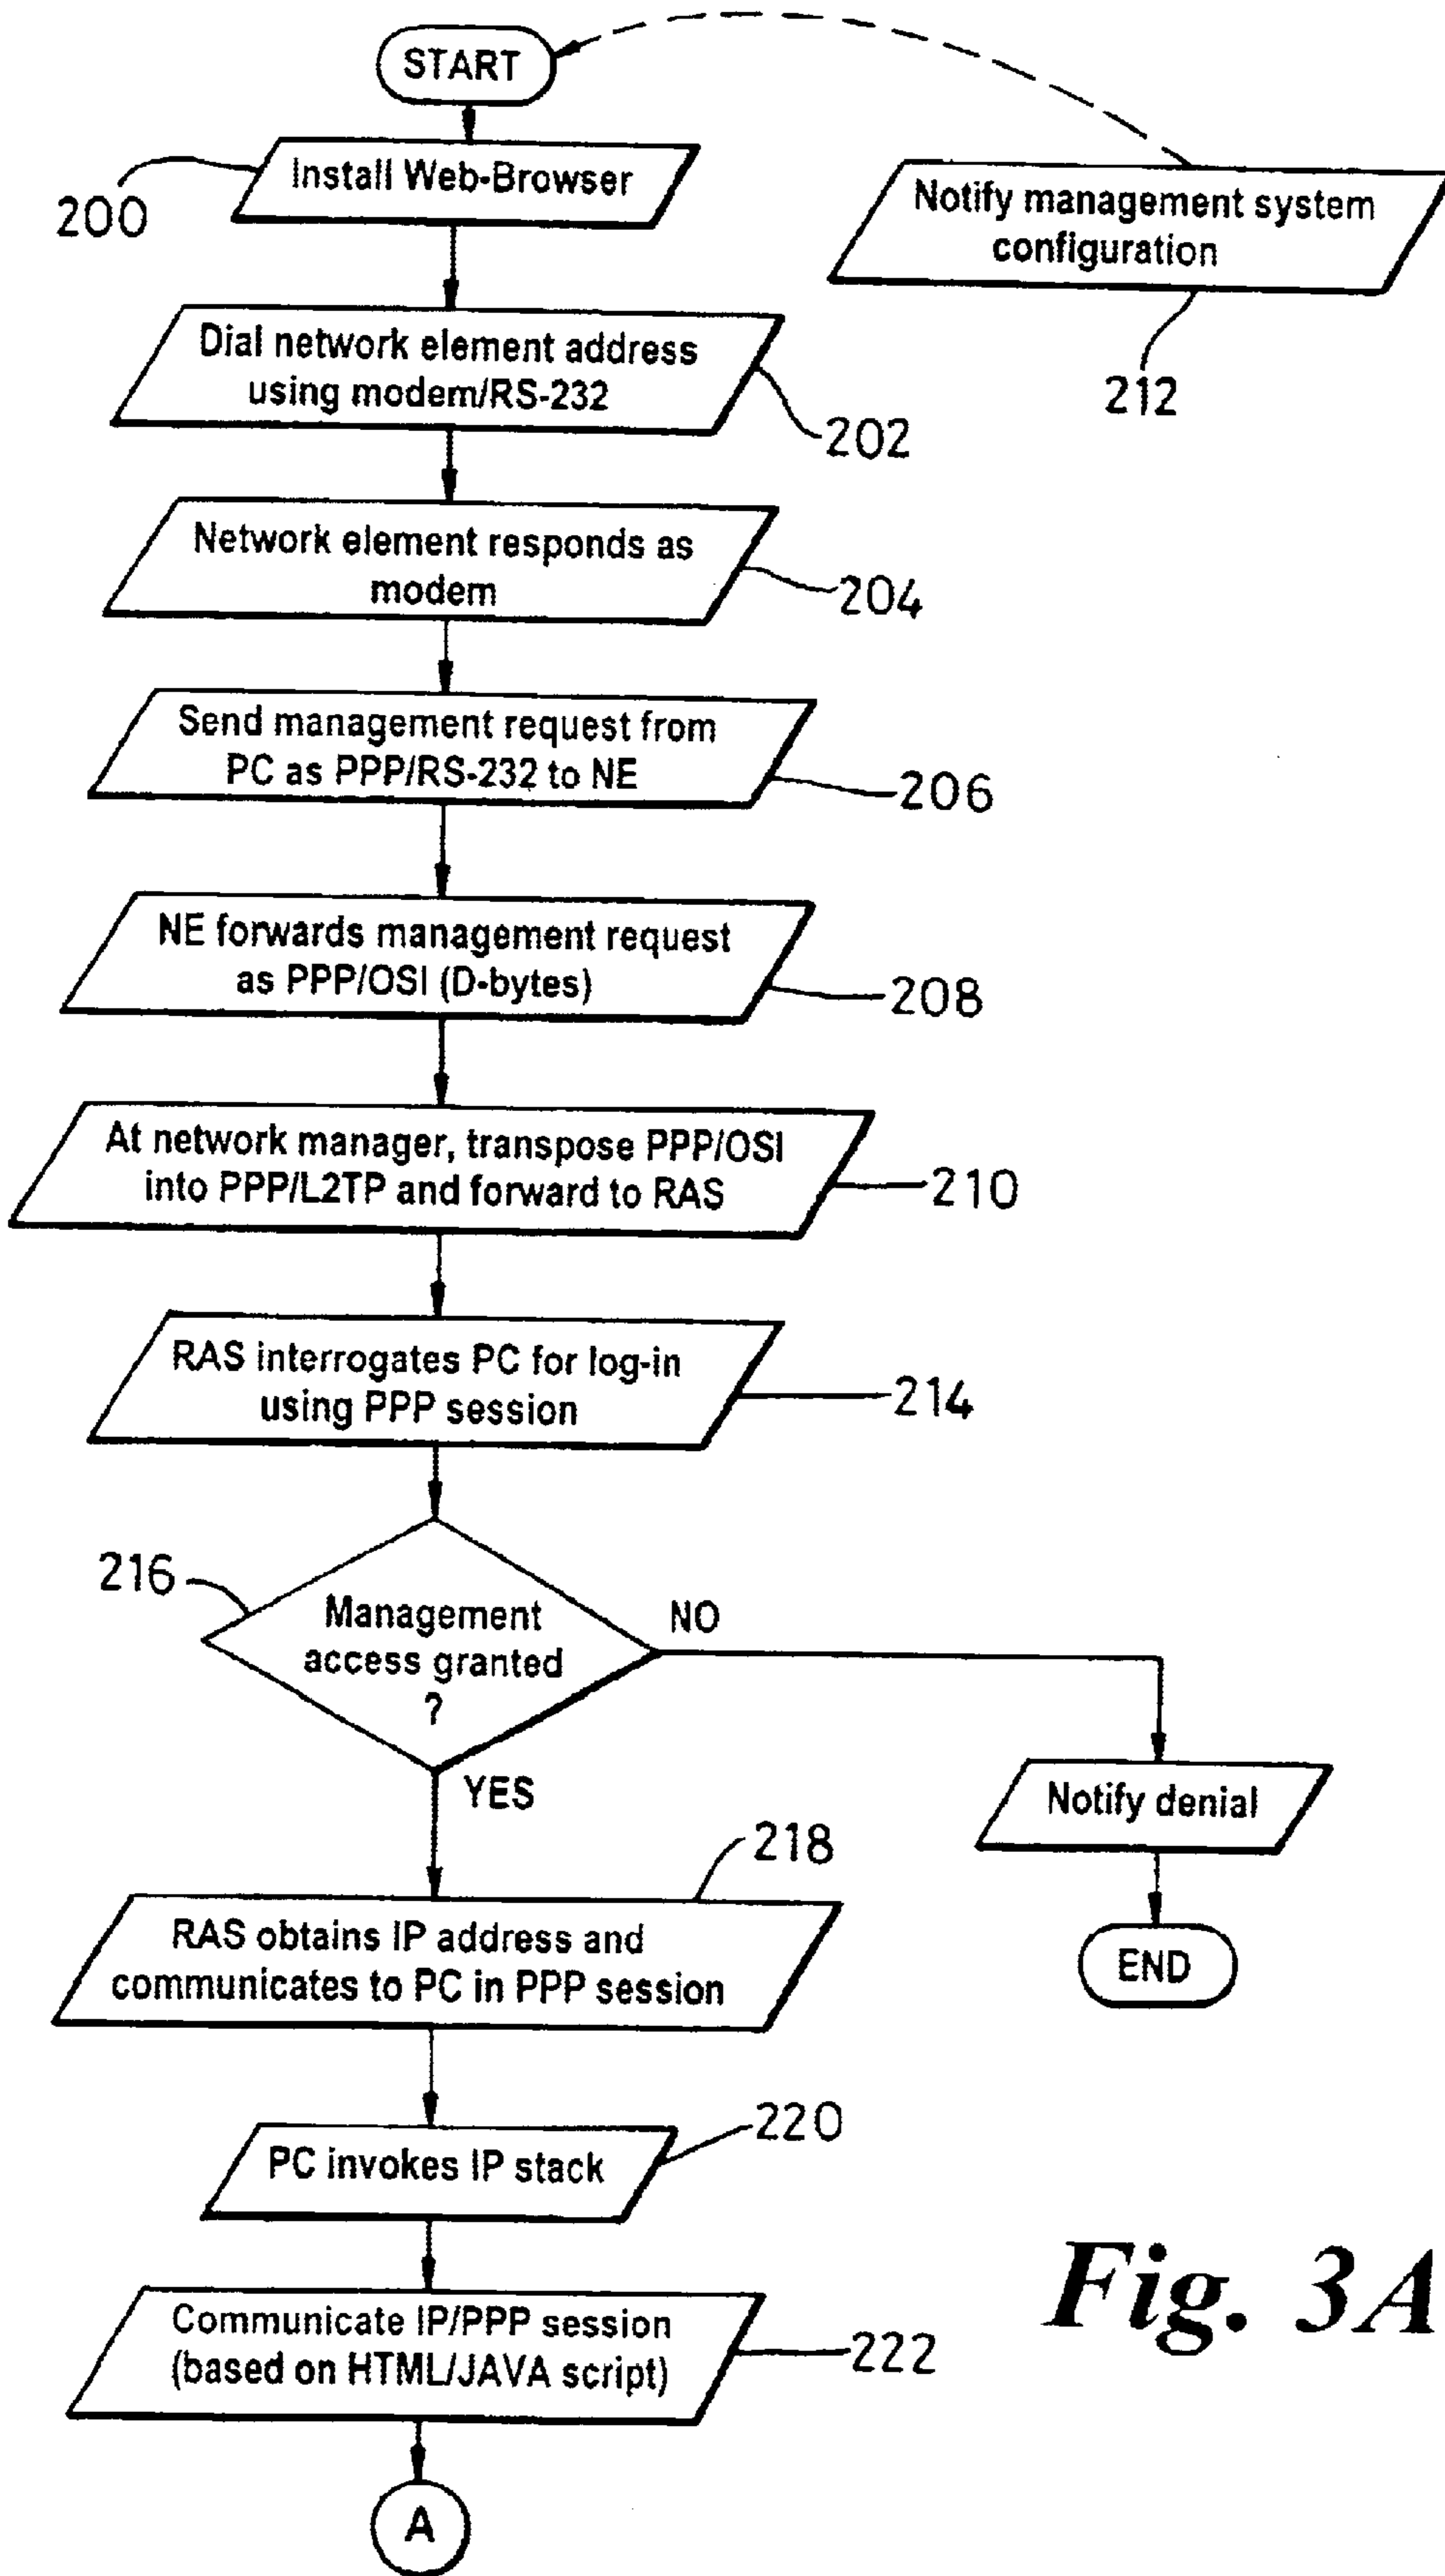 START
Install Web-Browser
200
Notify management system
configuration
212
Dial network element address
using modem/RS-232
202
Network element responds as
modem
204
Send management request from
PC as PPP/RS-232 to NE
206
NE forwards management request
as PPP/OSI (D-bytes)
208
At network manager, transpose PPP/OSI
into PPP/L2TP and forward to RAS
210
RAS interrogates PC for log-in
using PPP session
214
216
Management
access granted
?
NO
YES
Notify denial
END
218
RAS obtains IP address and
communicates to PC in PPP session
220
PC invokes IP stack
Communicate IP/PPP session
(based on HTML/JAVA script)
222
A
Fig. 3A